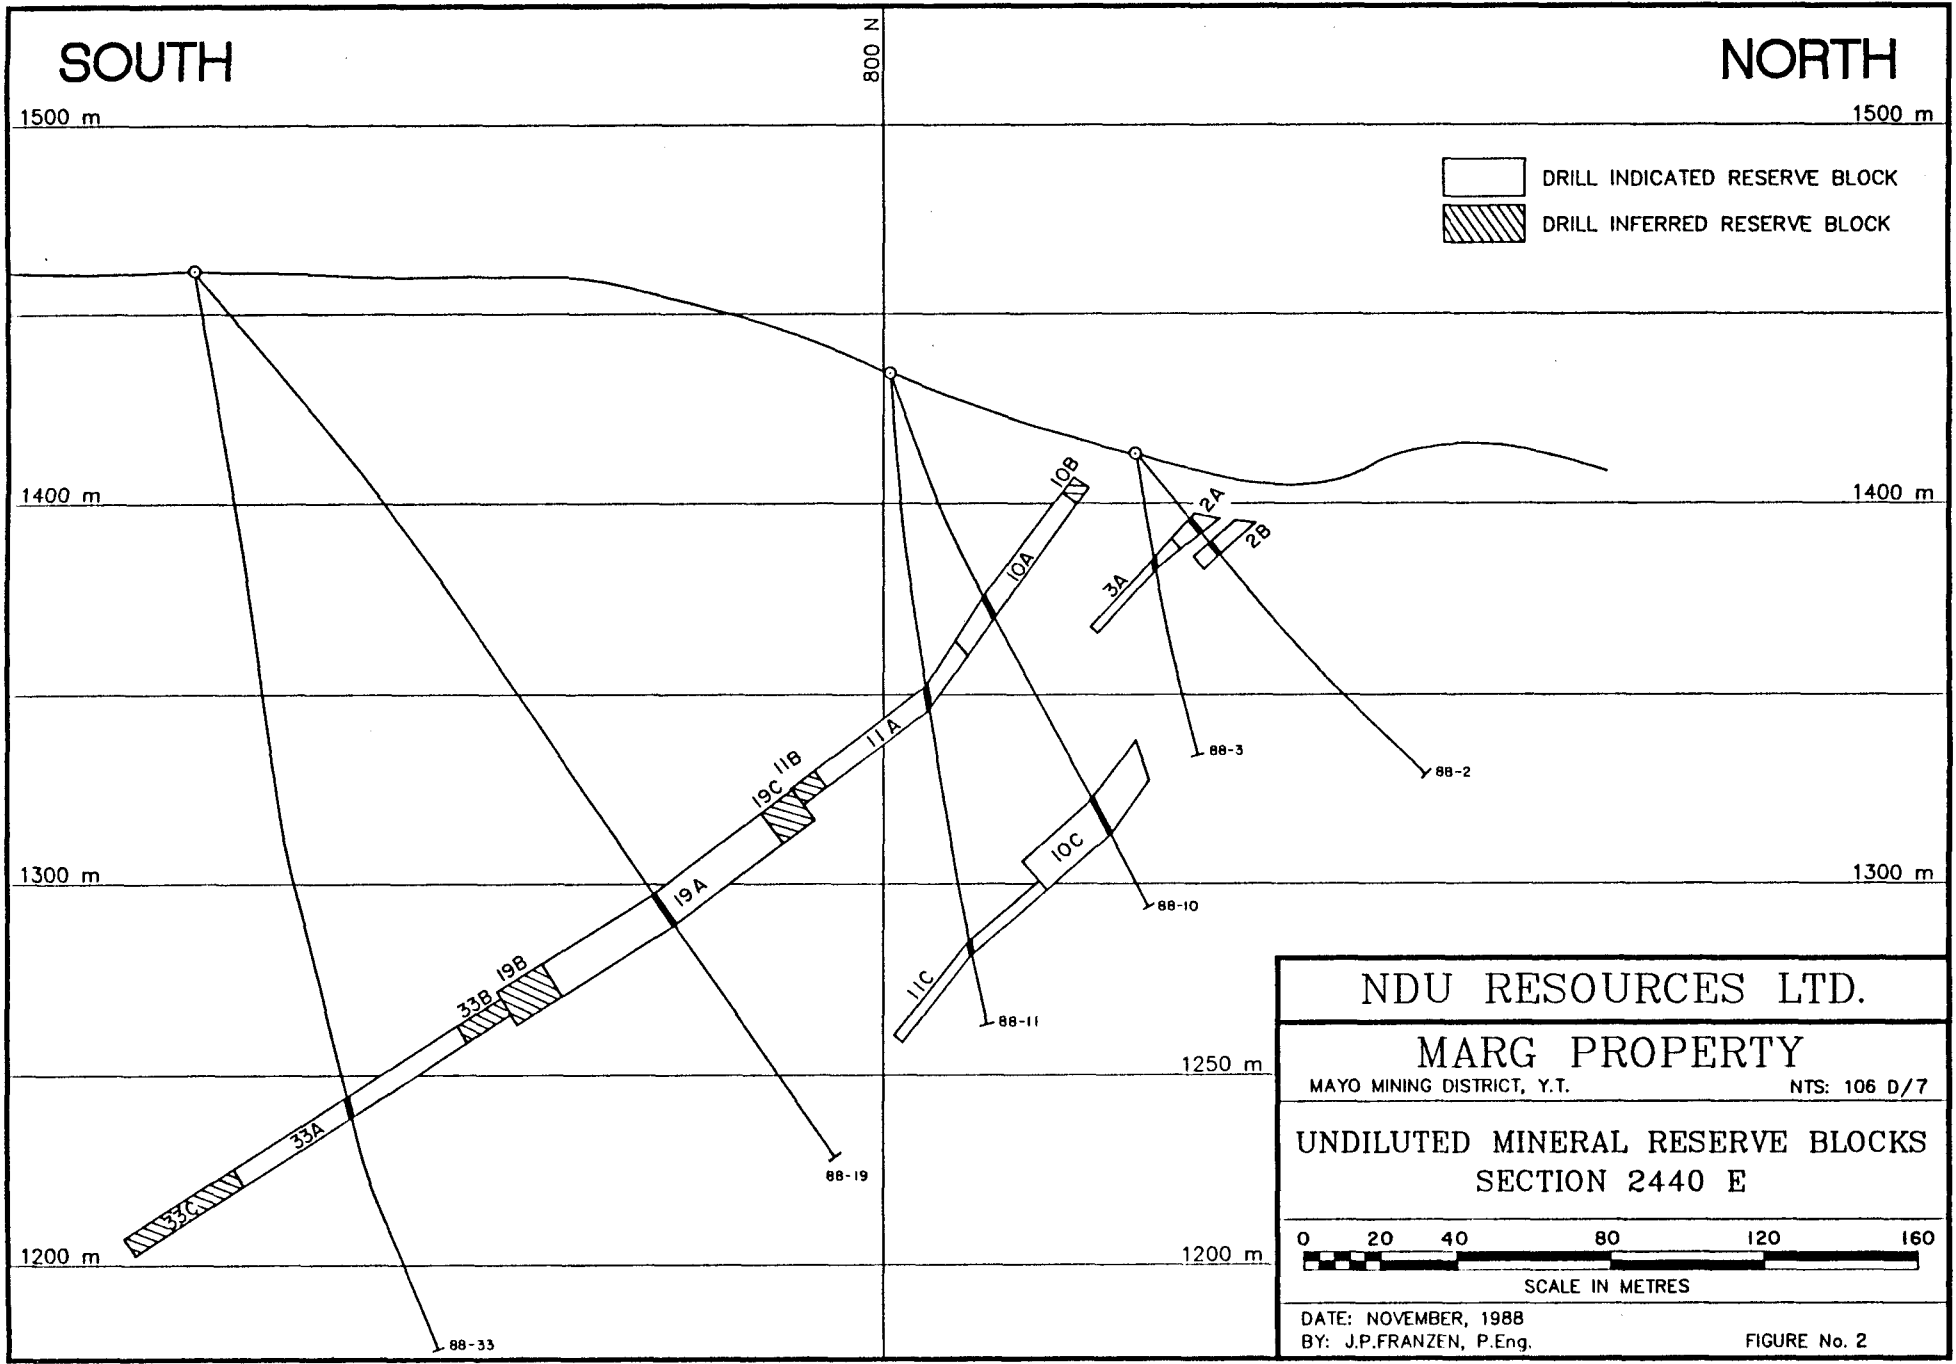 SOUTH
800 N
NORTH
1500 m
1500 m
DRILL INDICATED RESERVE BLOCK
DRILL INFERRED RESERVE BLOCK
10B
1400 m
2A
1400 m
2B
10A
3A
11A
88-3
11B
88-2
19C
10C
1300 m
19A
1300 m
88-10
19B
11C
33B
88-11
1250 m
33A
88-19
33C
1200 m
1200 m
88-33
NDU RESOURCES LTD.
MARG PROPERTY
MAYO MINING DISTRICT, Y.T. NTS: 106 D/7
UNDILUTED MINERAL RESERVE BLOCKS
SECTION 2440 E
0 20 40 80 120 160
SCALE IN METRES
DATE: NOVEMBER, 1988
BY: J.P.FRANZEN, P.Eng. FIGURE No. 2